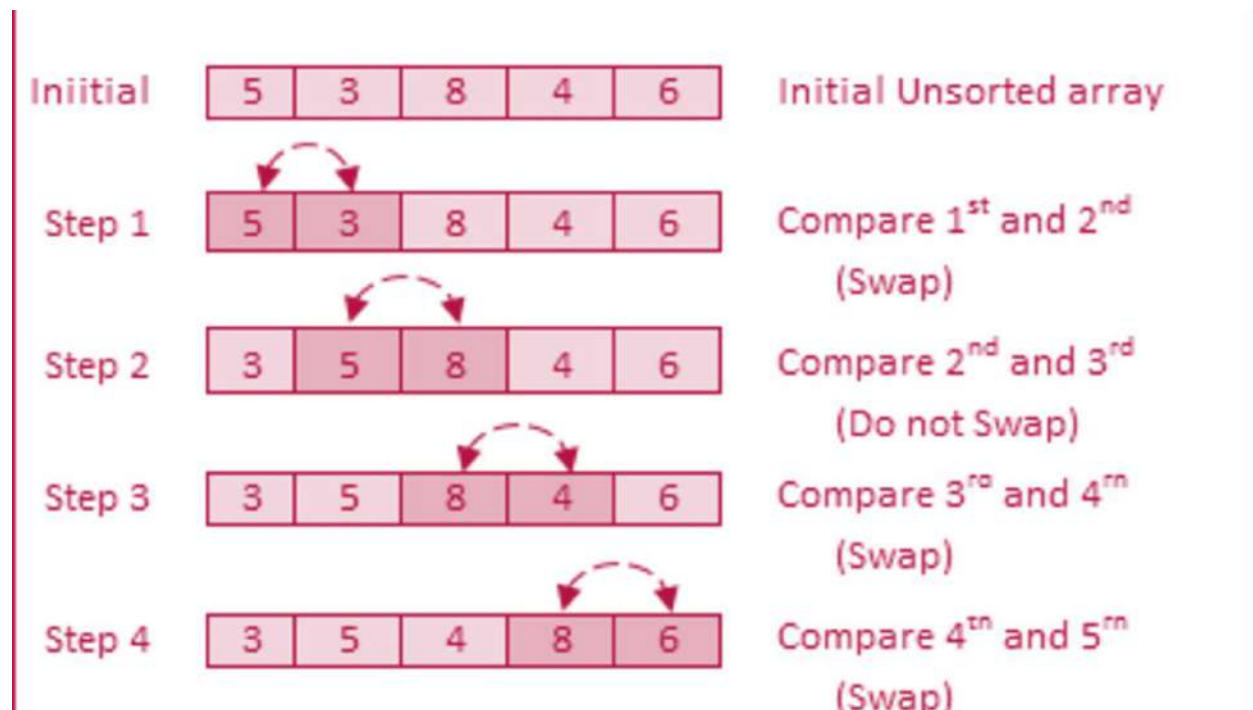 Iniitial 5 3 8 4 6 Initial Unsorted array
Step 1 5 3 8 4 6 Compare 1st and 2nd
(Swap)
Step 2 3 5 8 4 6 Compare 2nd and 3rd
(Do not Swap)
Step 3 3 5 8 4 6 Compare 3rd and 4th
(Swap)
Step 4 3 5 4 8 6 Compare 4th and 5th
(Swap)